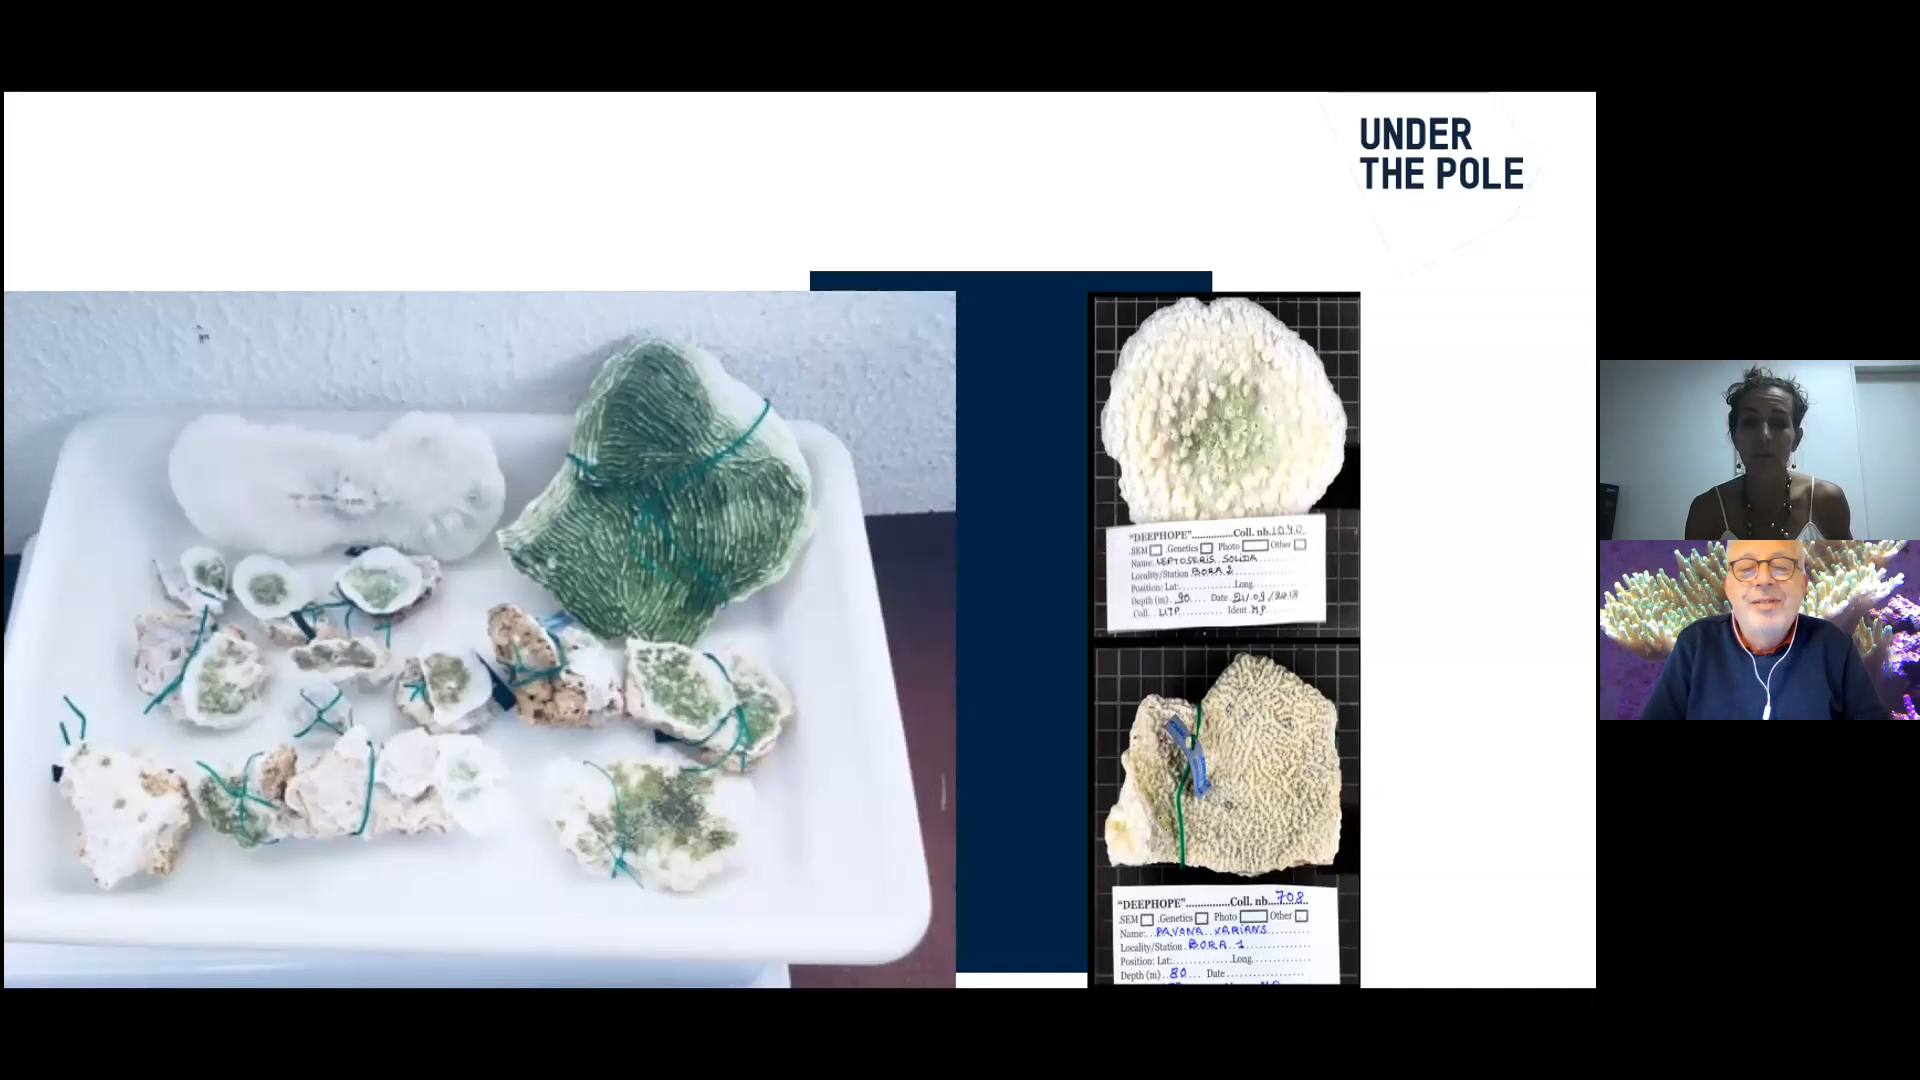 UNDER
THE POLE
"DEEPHOPE"...............Coll. nb.1040
SEM Genetics Photo Other
Name: LEPTOSERIS SOLIDA
Locality/Station BORA 2
Position: Lat:..............Long.
Depth (m) 90 .... Date 21/09/2018
Coll. UTP .......... Ident MP
"DEEPHOPE"...............Coll. nb....708
SEM Genetics Photo Other
Name:...PAVONA VARIANS
Locality/Station BORA 1
Position: Lat:..............Long.
Depth (m) 80 .... Date